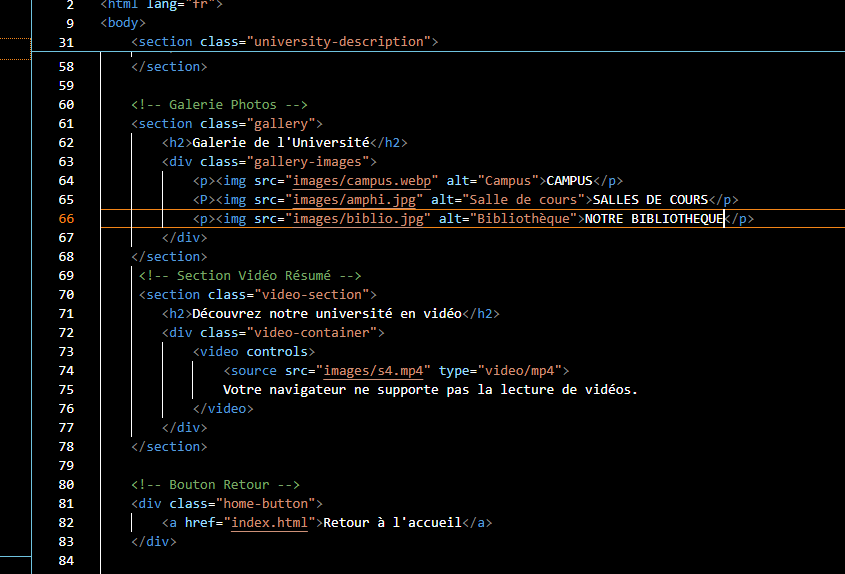 2 <html lang="fr">
9 <body>
31 <section class="university-description">
58 </section>
59
60 <!-- Galerie Photos -->
61 <section class="gallery">
62 <h2>Galerie de l'Université</h2>
63 <div class="gallery-images">
64 <p><img src="images/campus.webp" alt="Campus">CAMPUS</p>
65 <P><img src="images/amphi.jpg" alt="Salle de cours">SALLES DE COURS</p>
66 <p><img src="images/biblio.jpg" alt="Bibliothèque">NOTRE BIBLIOTHEQUE</p>
67 </div>
68 </section>
69 <!-- Section Vidéo Résumé -->
70 <section class="video-section">
71 <h2>Découvrez notre université en vidéo</h2>
72 <div class="video-container">
73 <video controls>
74 <source src="images/s4.mp4" type="video/mp4">
75 Votre navigateur ne supporte pas la lecture de vidéos.
76 </video>
77 </div>
78 </section>
79
80 <!-- Bouton Retour -->
81 <div class="home-button">
82 <a href="index.html">Retour à l'accueil</a>
83 </div>
84